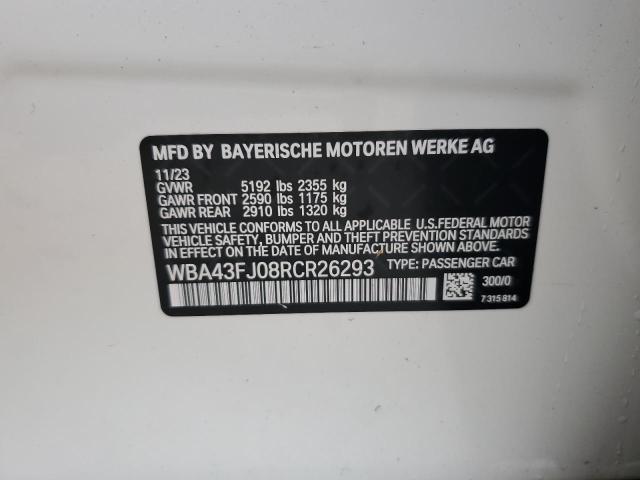 MFD BY BAYERISCHE MOTOREN WERKE AG
11/23
GVWR 5192 lbs 2355 kg
GAWR FRONT 2590 lbs 1175 kg
GAWR REAR 2910 lbs 1320 kg
THIS VEHICLE CONFORMS TO ALL APPLICABLE U.S.FEDERAL MOTOR
VEHICLE SAFETY, BUMPER AND THEFT PREVENTION STANDARDS
IN EFFECT ON THE DATE OF MANUFACTURE SHOWN ABOVE.
WBA43FJ08RCR26293 TYPE: PASSENGER CAR
300/0
7 315 814